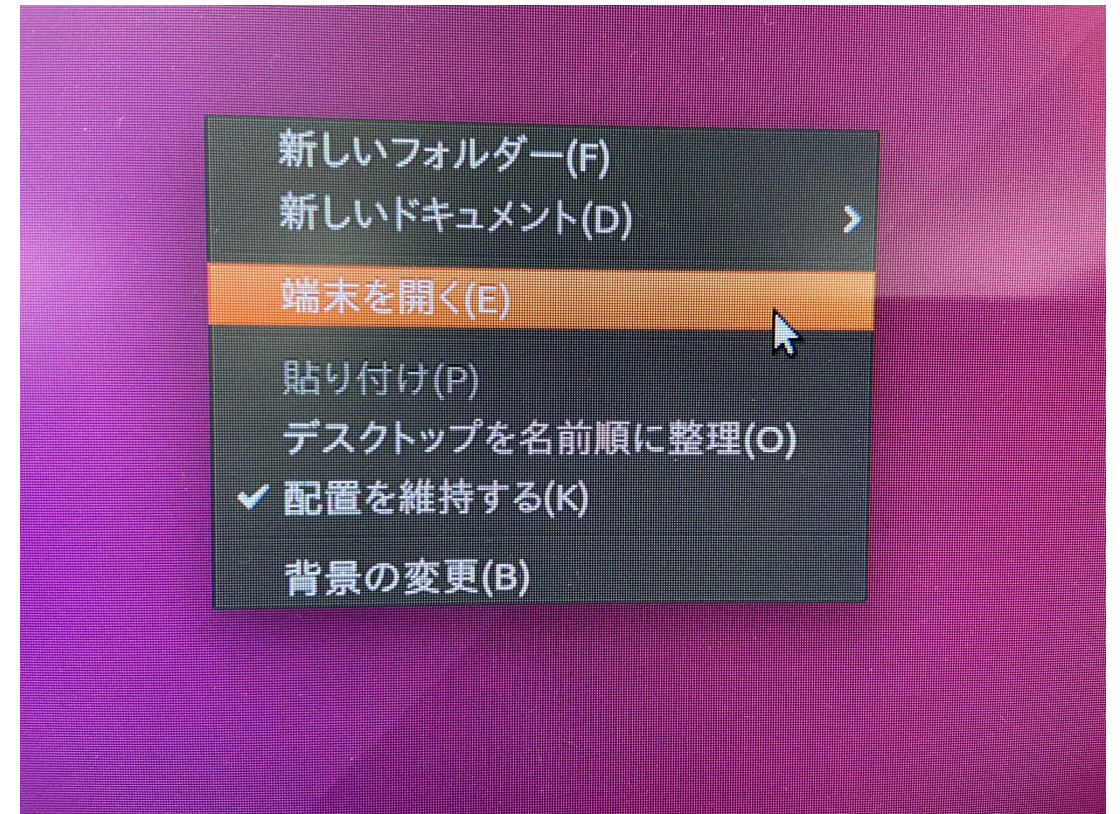 新しいフォルダー(F)
新しいドキュメント(D)
端末を開く(E)
貼り付け(P)
デスクトップを名前順に整理(O)
配置を維持する(K)
背景の変更(B)